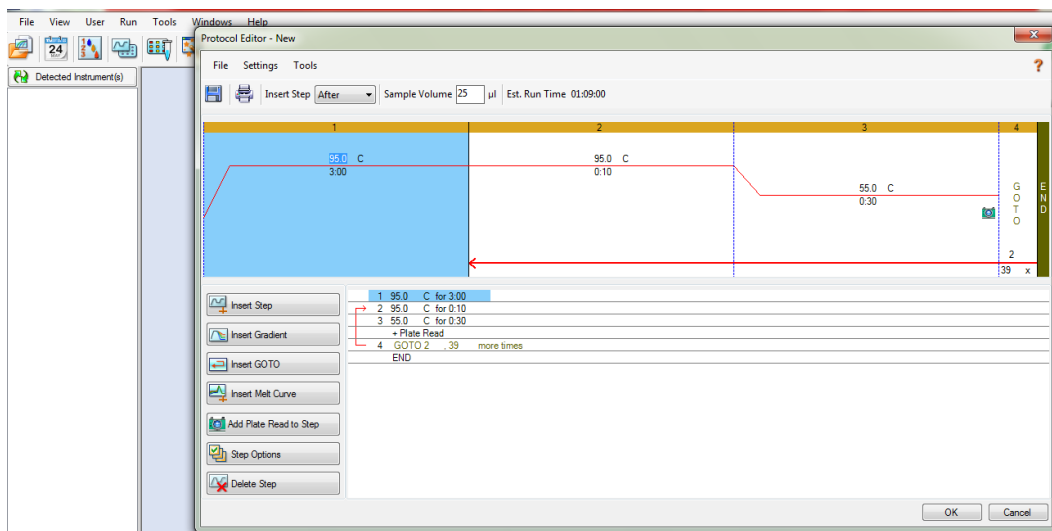 File View User Run Tools Windows Help
Protocol Editor - New
24
Detected Instrument(s)
File Settings Tools
?
Insert Step After Sample Volume 25 µl Est. Run Time 01:09:00
1 2 3 4
95.0 C
3:00
95.0 C
0:10
55.0 C
0:30
GOTO
END
2
39 x
Insert Step
Insert Gradient
Insert GOTO
Insert Melt Curve
Add Plate Read to Step
Step Options
Delete Step
1 95.0 C for 3:00
2 95.0 C for 0:10
3 55.0 C for 0:30
+ Plate Read
4 GOTO 2 , 39 more times
END
OK Cancel